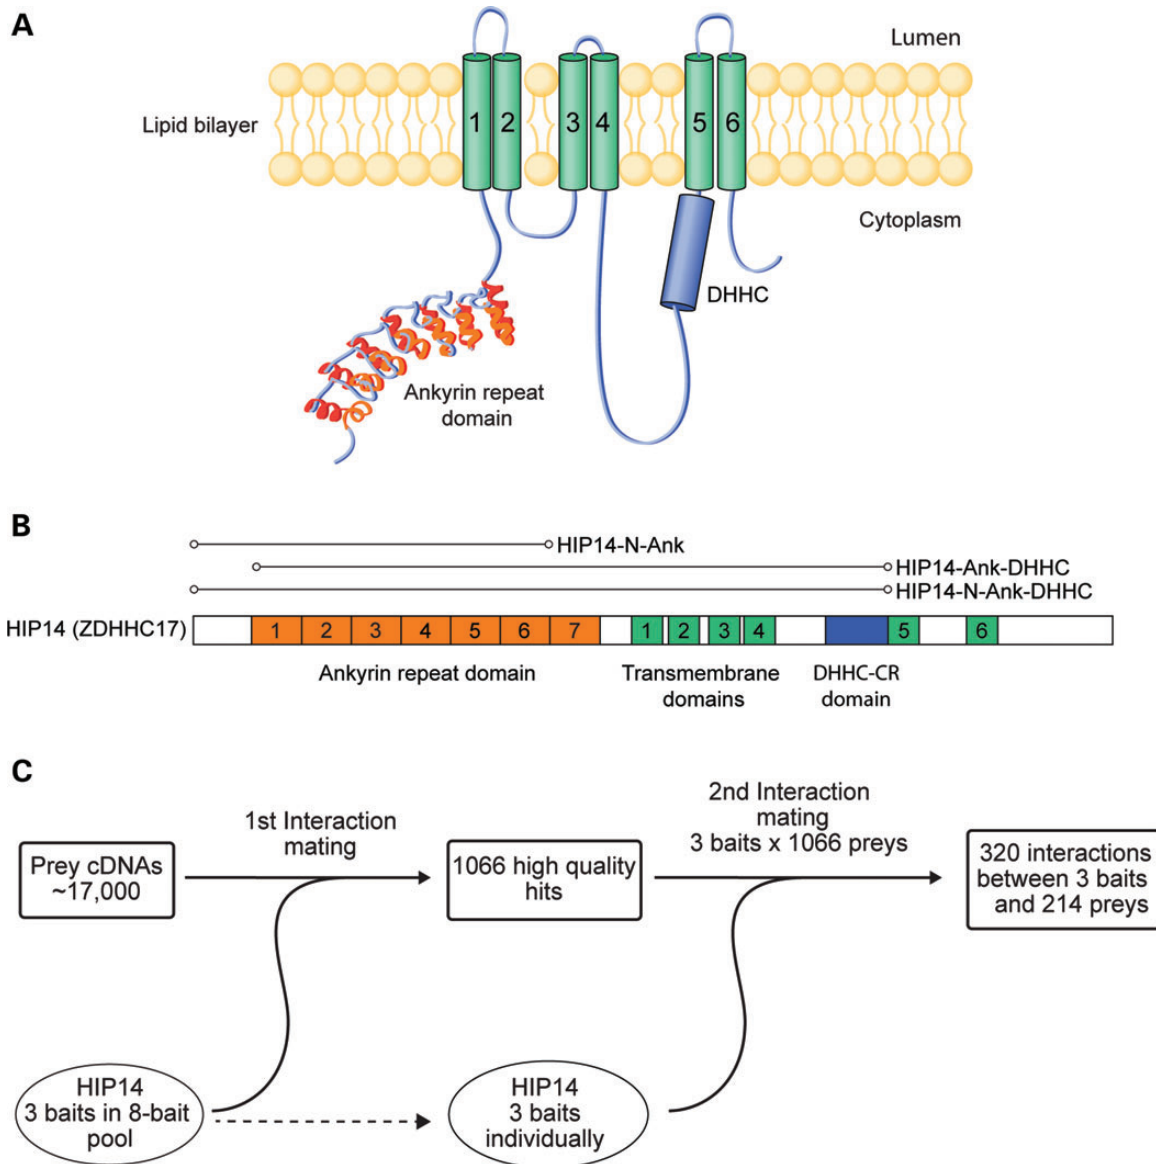 A
Lumen
Lipid bilayer
1 2 3 4 5 6
Cytoplasm
DHHC
Ankyrin repeat
domain
B
HIP14-N-Ank
HIP14-Ank-DHHC
HIP14-N-Ank-DHHC
HIP14 (ZDHHC17)
1 2 3 4 5 6 7 1 2 3 4 5 6
Ankyrin repeat domain
Transmembrane
domains
DHHC-CR
domain
C
Prey cDNAs
~17,000
1st Interaction
mating
1066 high quality
hits
2nd Interaction
mating
3 baits x 1066 preys
320 interactions
between 3 baits
and 214 preys
HIP14
3 baits in 8-bait
pool
HIP14
3 baits
individually